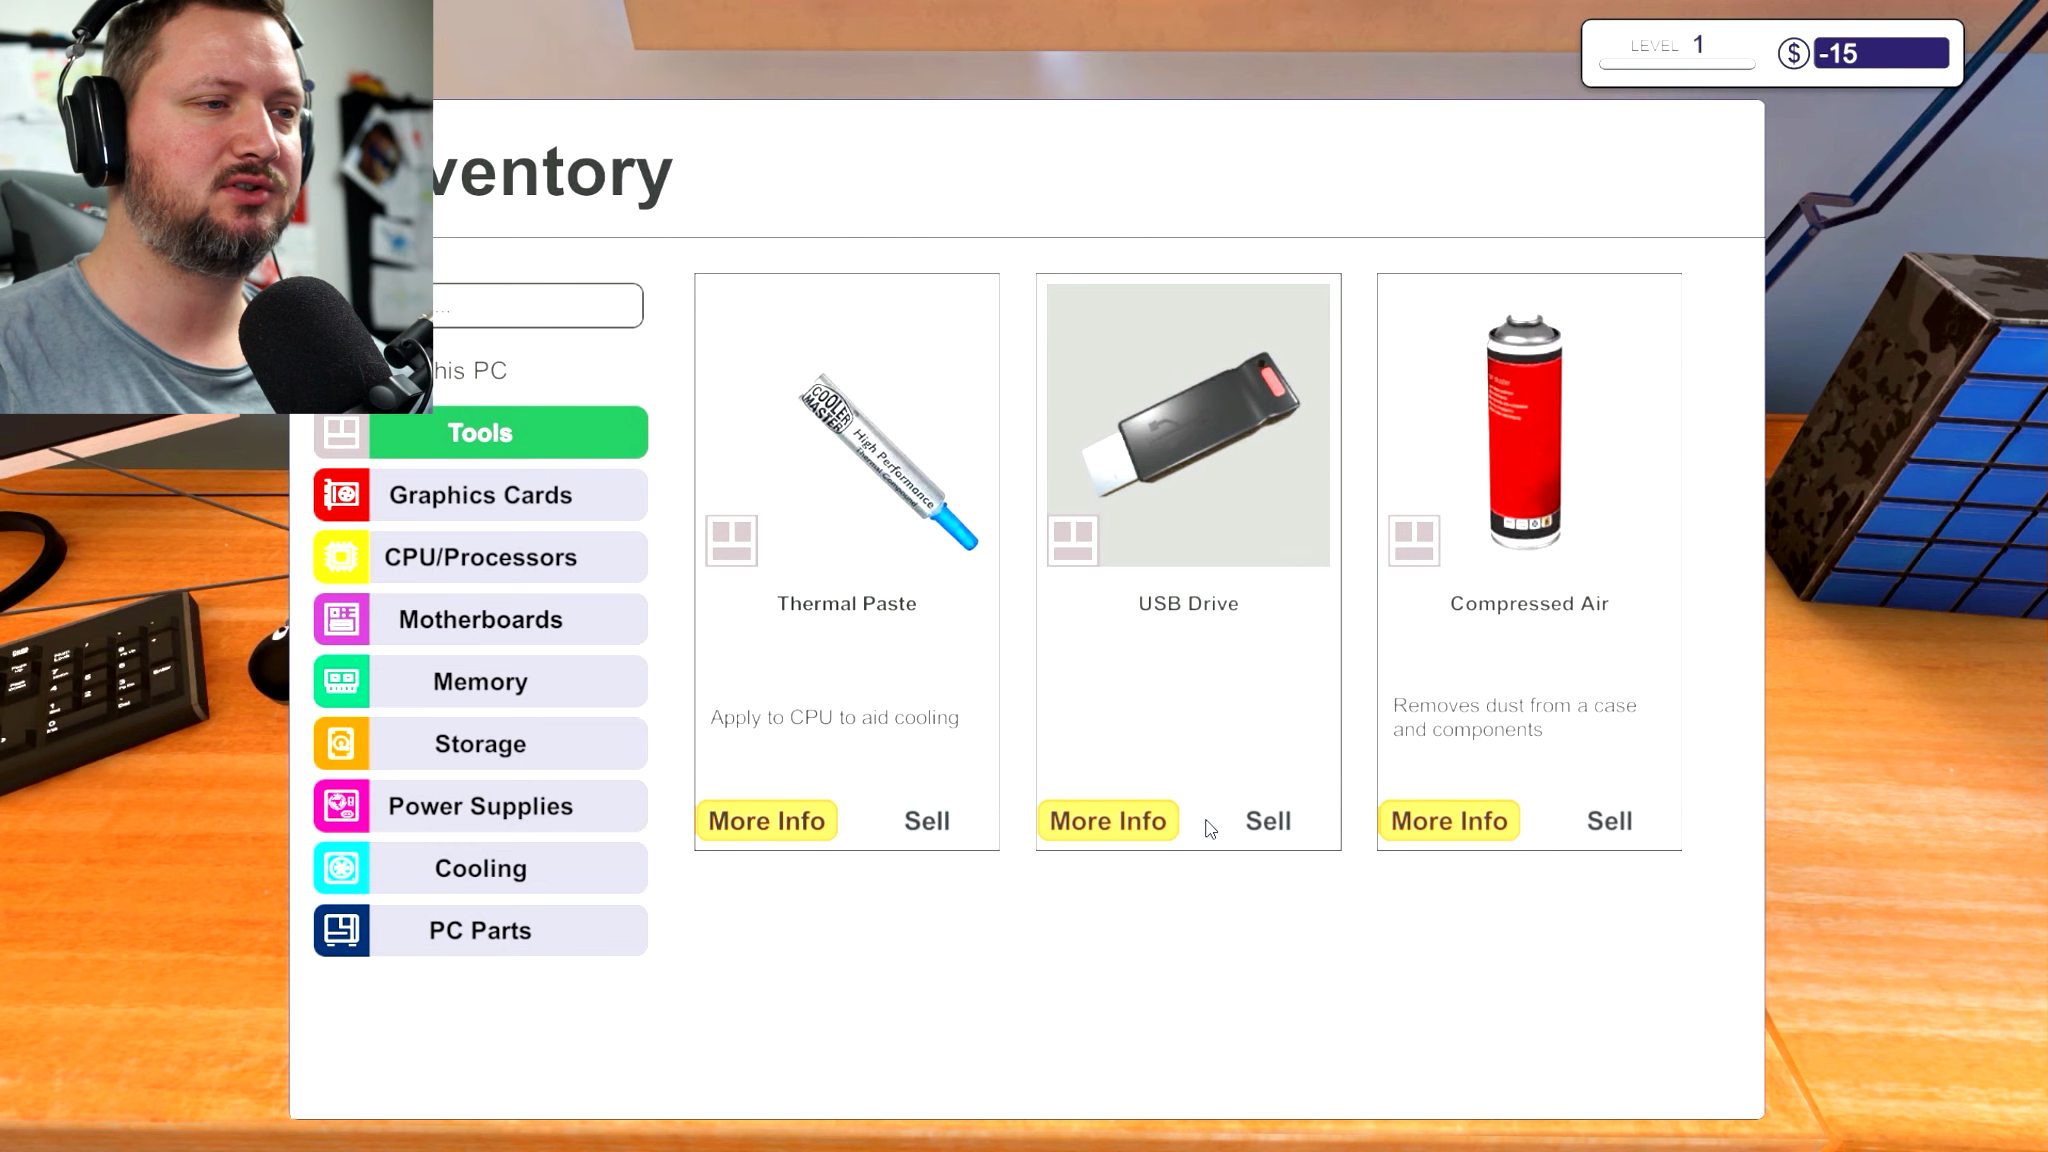 LEVEL 1
$ -15
ventory
...
his PC
Tools
Graphics Cards
CPU/Processors
Motherboards
Memory
Storage
Power Supplies
Cooling
PC Parts
COOLER
MASTER
High Performance
Thermal Compound
Thermal Paste
Apply to CPU to aid cooling
More Info
Sell
USB Drive
More Info
Sell
Compressed Air
Removes dust from a case
and components
More Info
Sell